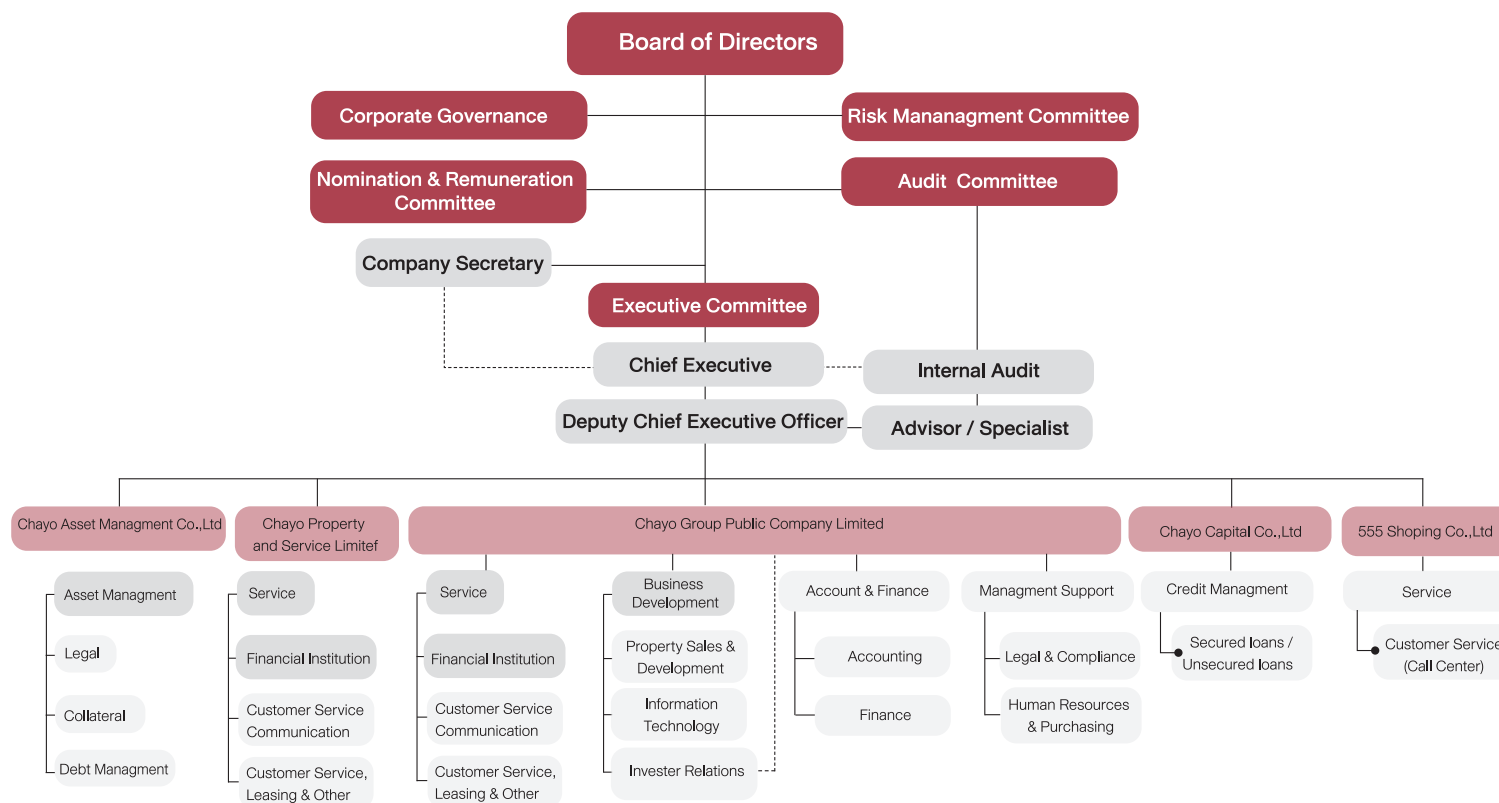 Board of Directors
Corporate Governance
Risk Mananagment Committee
Nomination & Remuneration
Committee
Audit Committee
Company Secretary
Executive Committee
Chief Executive
Internal Audit
Deputy Chief Executive Officer
Advisor / Specialist
Chayo Asset Managment Co.,Ltd
Chayo Property
and Service Limitef
Chayo Group Public Company Limited
Chayo Capital Co.,Ltd
555 Shoping Co.,Ltd
Asset Managment
Legal
Collateral
Debt Managment
Service
Financial Institution
Customer Service
Communication
Customer Service,
Leasing & Other
Service
Financial Institution
Customer Service
Communication
Customer Service,
Leasing & Other
Business
Development
Property Sales &
Development
Information
Technology
Invester Relations
Account & Finance
Accounting
Finance
Managment Support
Legal & Compliance
Human Resources
& Purchasing
Credit Managment
Secured loans /
Unsecured loans
Service
Customer Service
(Call Center)